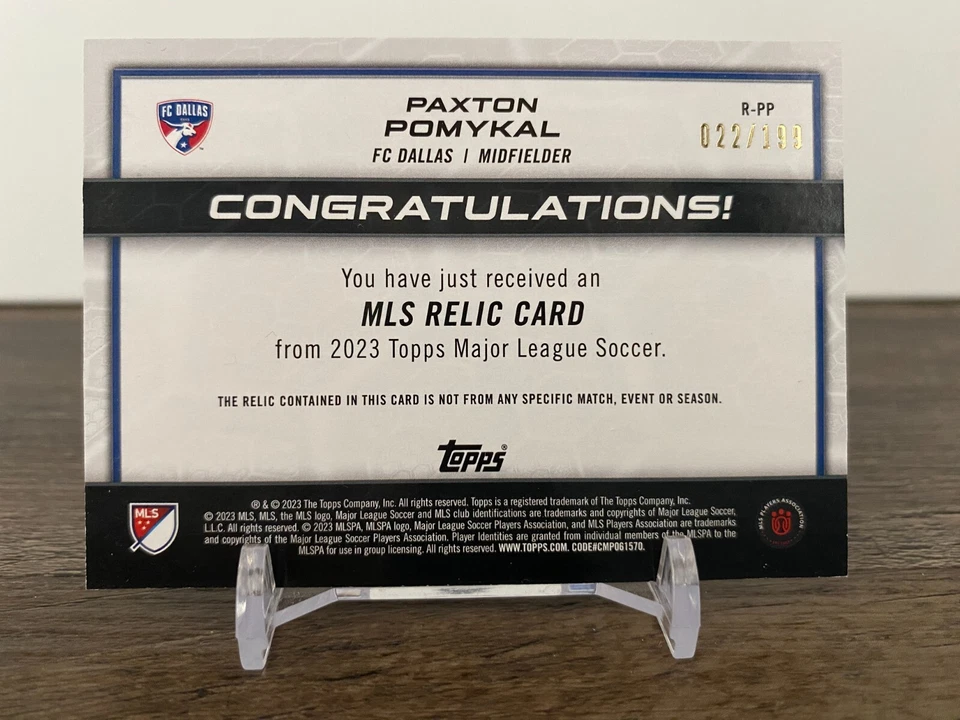 FC DALLAS
PAXTON
POMYKAL
FC DALLAS | MIDFIELDER
R-PP
022/199
CONGRATULATIONS!
You have just received an
MLS RELIC CARD
from 2023 Topps Major League Soccer.
THE RELIC CONTAINED IN THIS CARD IS NOT FROM ANY SPECIFIC MATCH, EVENT OR SEASON.
Topps®
MLS
® & © 2023 The Topps Company, Inc. All rights reserved. Topps is a registered trademark of The Topps Company, Inc.
© 2023 MLS, MLS, the MLS logo, Major League Soccer and MLS club identifications are trademarks and copyrights of Major League Soccer,
L.L.C. All rights reserved. © 2023 MLSPA, MLSPA logo, Major League Soccer Players Association, and MLS Players Association are trademarks
and copyrights of Major League Soccer Players Association. Player Identities are granted from individual members of the MLSPA to the
MLSPA for use in group licensing. All rights reserved. WWW.TOPPS.COM. CODE#CMP061570.
MLS PLAYERS ASSOCIATION